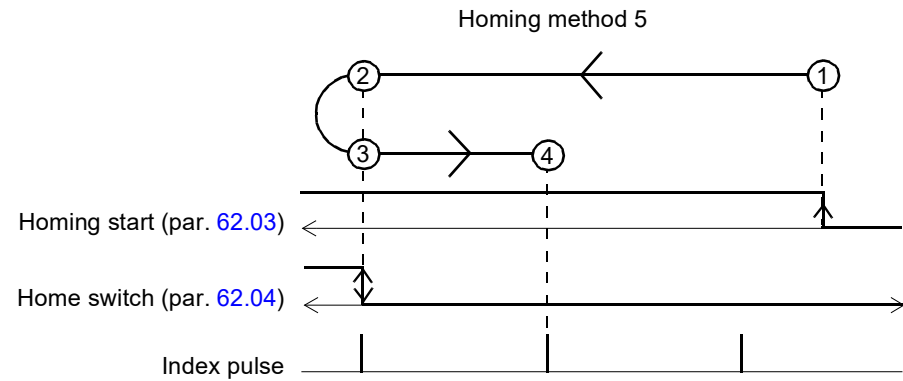 Homing method 5
2
1
3
4
Homing start (par. 62.03)
Home switch (par. 62.04)
Index pulse